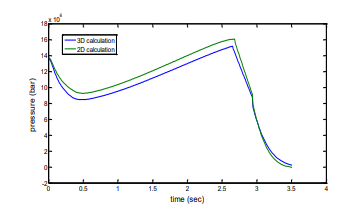 x 10⁴
18
16
14
12
10
8
6
4
2
0
-2
0 0.5 1 1.5 2 2.5 3 3.5 4
pressure (bar)
time (sec)
3D calculation
2D calculation